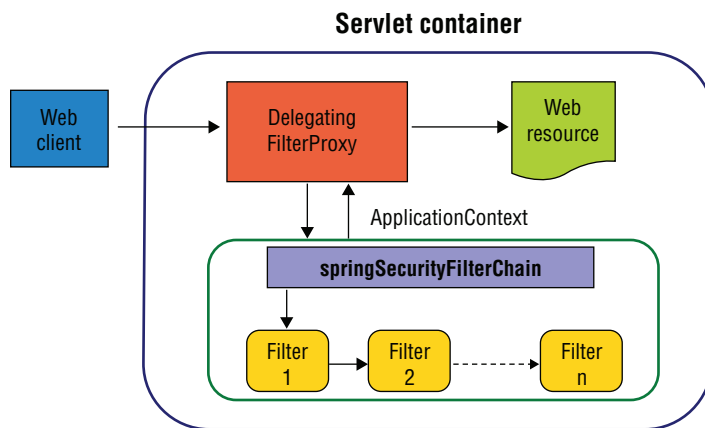 Servlet container
Web
client
Delegating
FilterProxy
Web
resource
ApplicationContext
springSecurityFilterChain
Filter
1
Filter
2
Filter
n